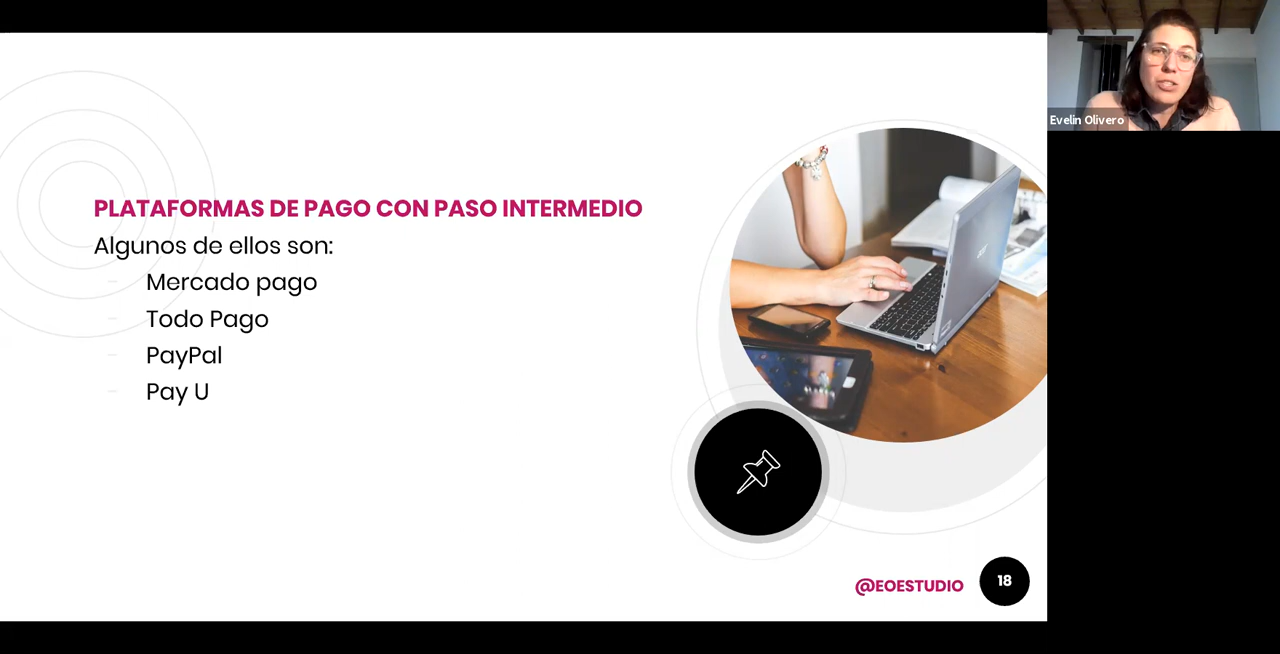 PLATAFORMAS DE PAGO CON PASO INTERMEDIO
Algunos de ellos son:
Mercado pago
Todo Pago
PayPal
Pay U
@EOESTUDIO
18
Evelin Olivero